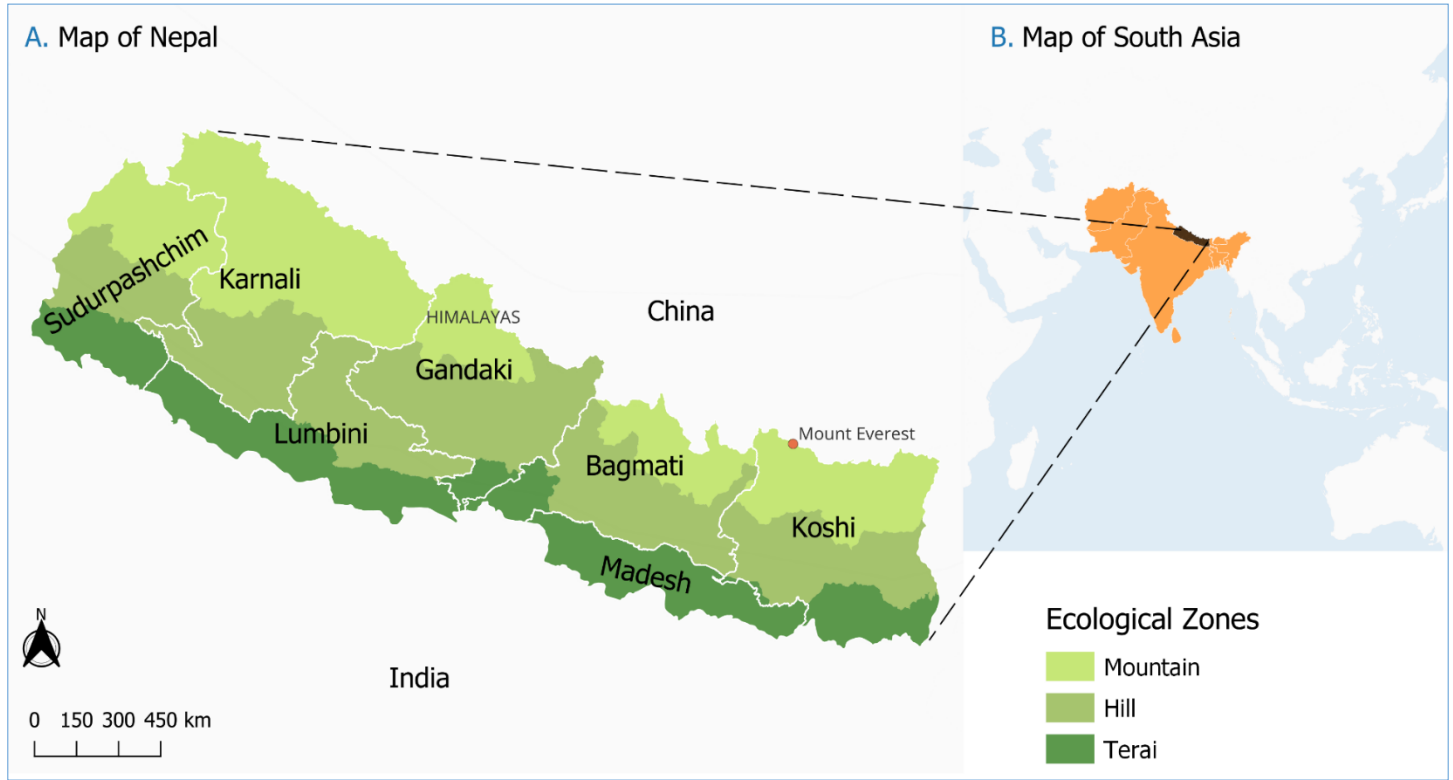 A. Map of Nepal
B. Map of South Asia
Sudurpashchim
Karnali
HIMALAYAS
China
Gandaki
Lumbini
Mount Everest
Bagmati
Koshi
Madesh
N
India
0 150 300 450 km
Ecological Zones
Mountain
Hill
Terai